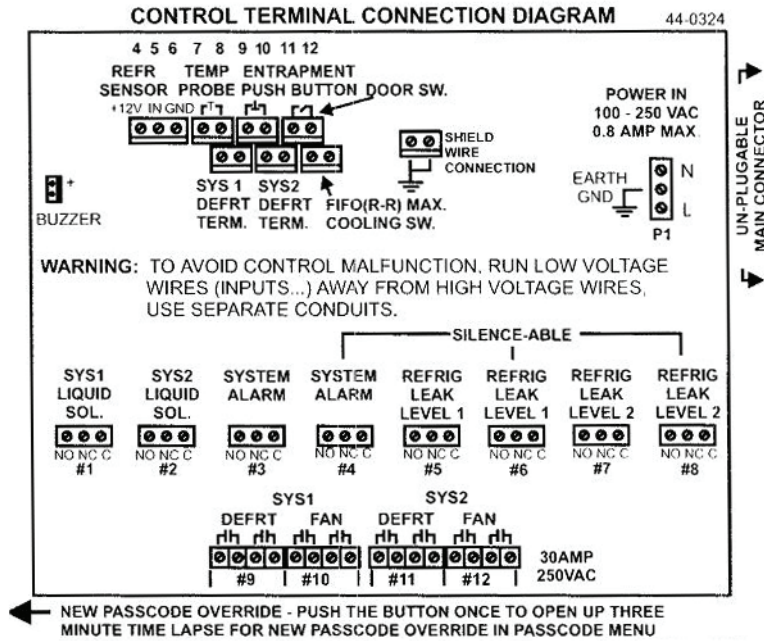 CONTROL TERMINAL CONNECTION DIAGRAM 44-0324
4 5 6 7 8 9 10 11 12
REFR TEMP ENTRAPMENT
SENSOR PROBE PUSH BUTTON DOOR SW.
+12V IN GND T
SHIELD
WIRE
CONNECTION
POWER IN
100 - 250 VAC
0.8 AMP MAX.
EARTH
GND
N
L
P1
UN-PLUGABLE
MAIN CONNECTOR
+
BUZZER
SYS 1 SYS2
DEFRT DEFRT FIFO(R-R) MAX.
TERM. TERM. COOLING SW.
WARNING: TO AVOID CONTROL MALFUNCTION, RUN LOW VOLTAGE
WIRES (INPUTS...) AWAY FROM HIGH VOLTAGE WIRES,
USE SEPARATE CONDUITS.
SILENCE-ABLE
SYS1 SYS2 SYSTEM SYSTEM REFRIG REFRIG REFRIG REFRIG
LIQUID LIQUID ALARM ALARM LEAK LEAK LEAK LEAK
SOL. SOL. LEVEL 1 LEVEL 1 LEVEL 2 LEVEL 2
NO NC C NO NC C NO NC C NO NC C NO NC C NO NC C NO NC C NO NC C
#1 #2 #3 #4 #5 #6 #7 #8
SYS1 SYS2
DEFRT FAN DEFRT FAN
30AMP
250VAC
#9 #10 #11 #12
NEW PASSCODE OVERRIDE - PUSH THE BUTTON ONCE TO OPEN UP THREE
MINUTE TIME LAPSE FOR NEW PASSCODE OVERRIDE IN PASSCODE MENU